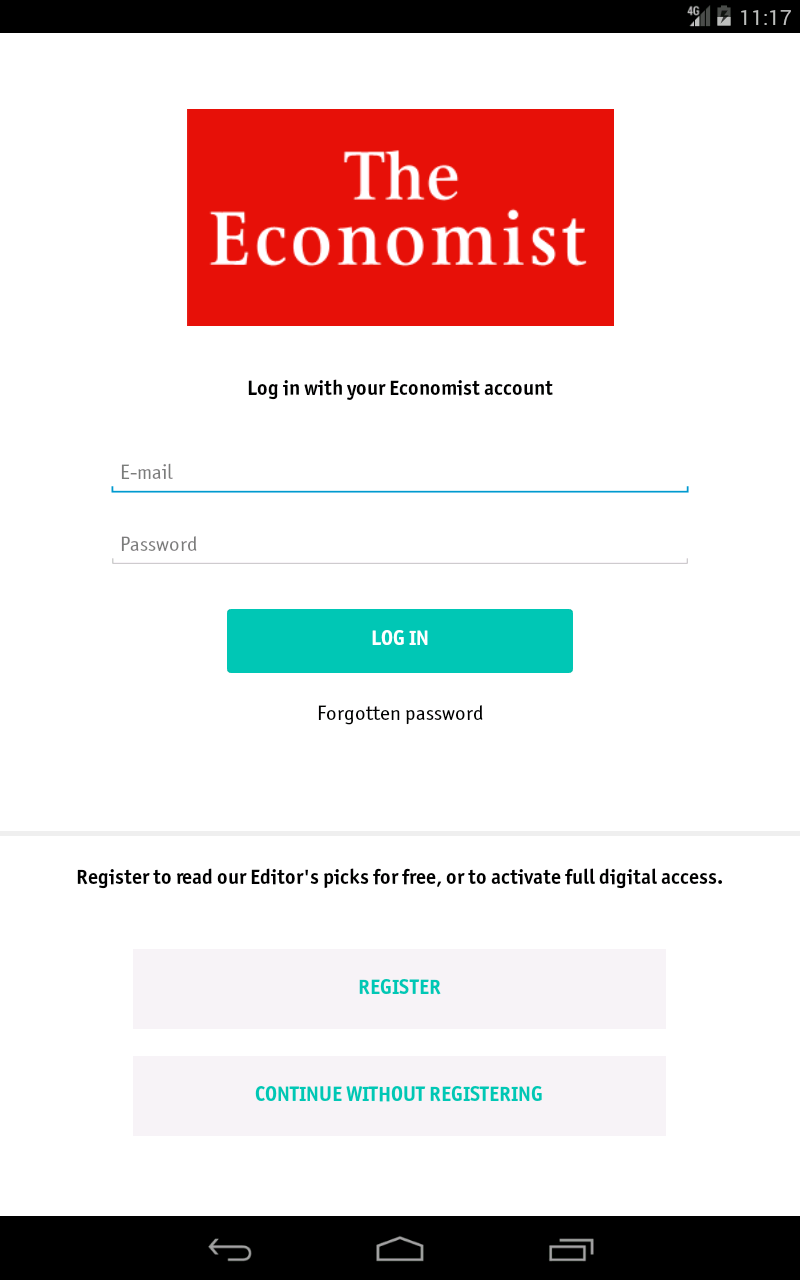 4G 11:17
The
Economist
Log in with your Economist account
E-mail
Password
LOG IN
Forgotten password
Register to read our Editor's picks for free, or to activate full digital access.
REGISTER
CONTINUE WITHOUT REGISTERING